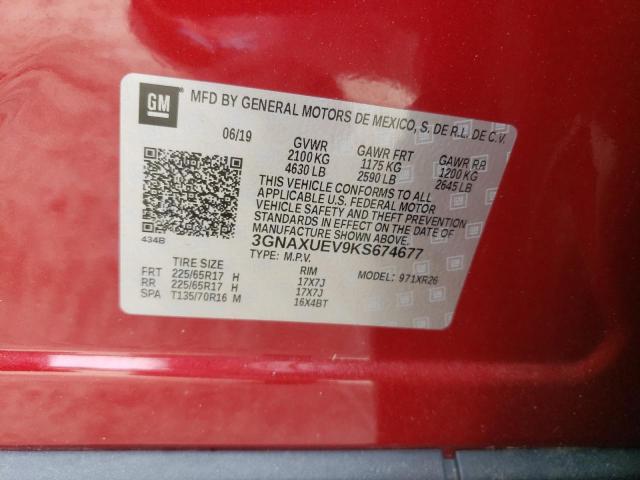 GM
MFD BY GENERAL MOTORS DE MEXICO, S. DE R.L. DE C.V.
06/19 GVWR GAWR FRT GAWR RR
2100 KG 1175 KG 1200 KG
4630 LB 2590 LB 2645 LB
THIS VEHICLE CONFORMS TO ALL
APPLICABLE U.S. FEDERAL MOTOR
VEHICLE SAFETY AND THEFT PREVENTION
STANDARDS IN EFFECT ON THE DATE OF
MANUFACTURE SHOWN ABOVE.
434B
3GNAXUEV9KS674677
TYPE: M.P.V. MODEL: 971XR26
TIRE SIZE RIM
FRT 225/65R17 H 17X7J
RR 225/65R17 H 17X7J
SPA T135/70R16 M 16X4BT